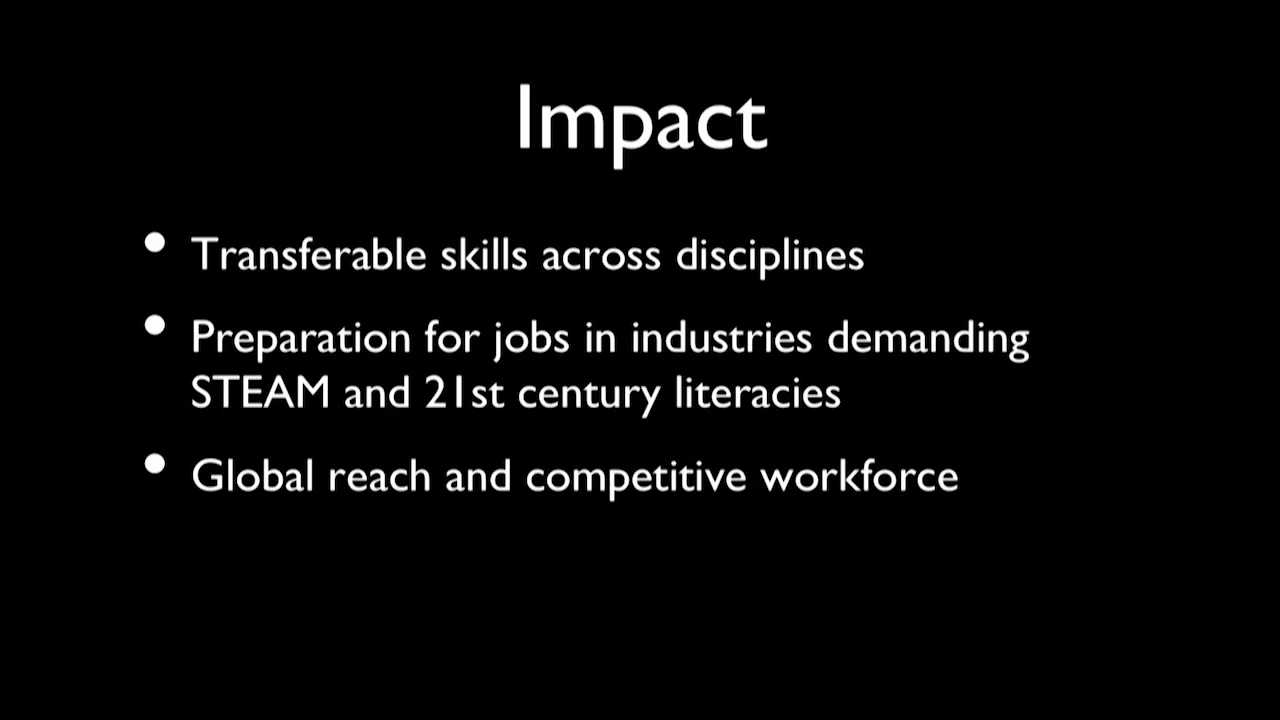 Impact
• Transferable skills across disciplines
• Preparation for jobs in industries demanding
STEAM and 21st century literacies
• Global reach and competitive workforce